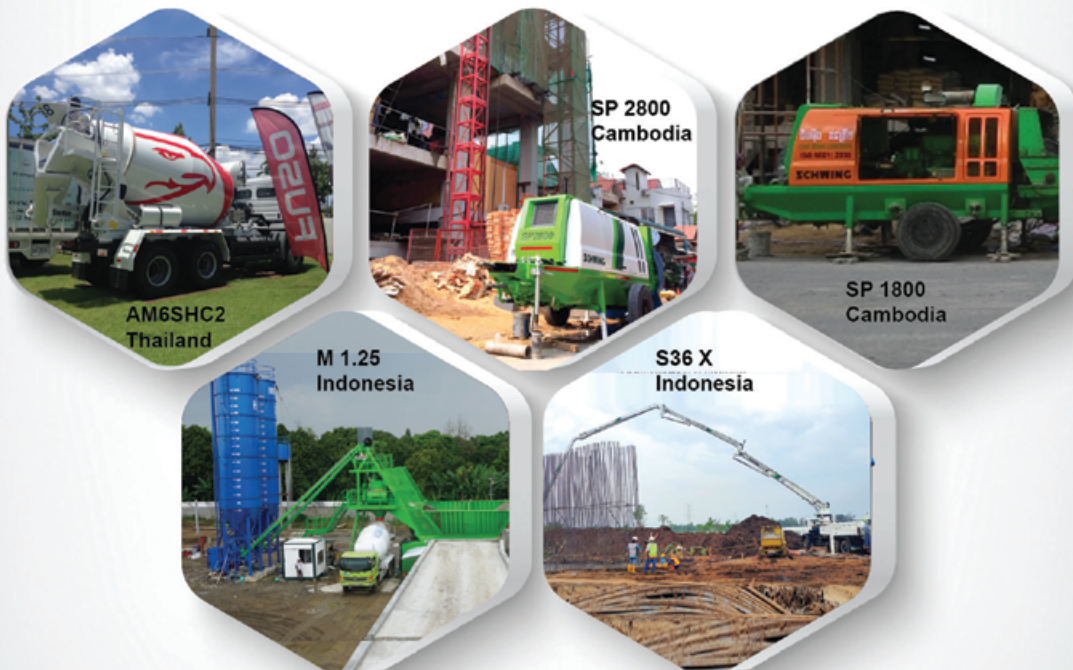 FUSO
AM6SHC2
Thailand
SP 2800
Cambodia
SP2800
SCHWING
SCHWING
SP 1800
Cambodia
M 1.25
Indonesia
S36 X
Indonesia